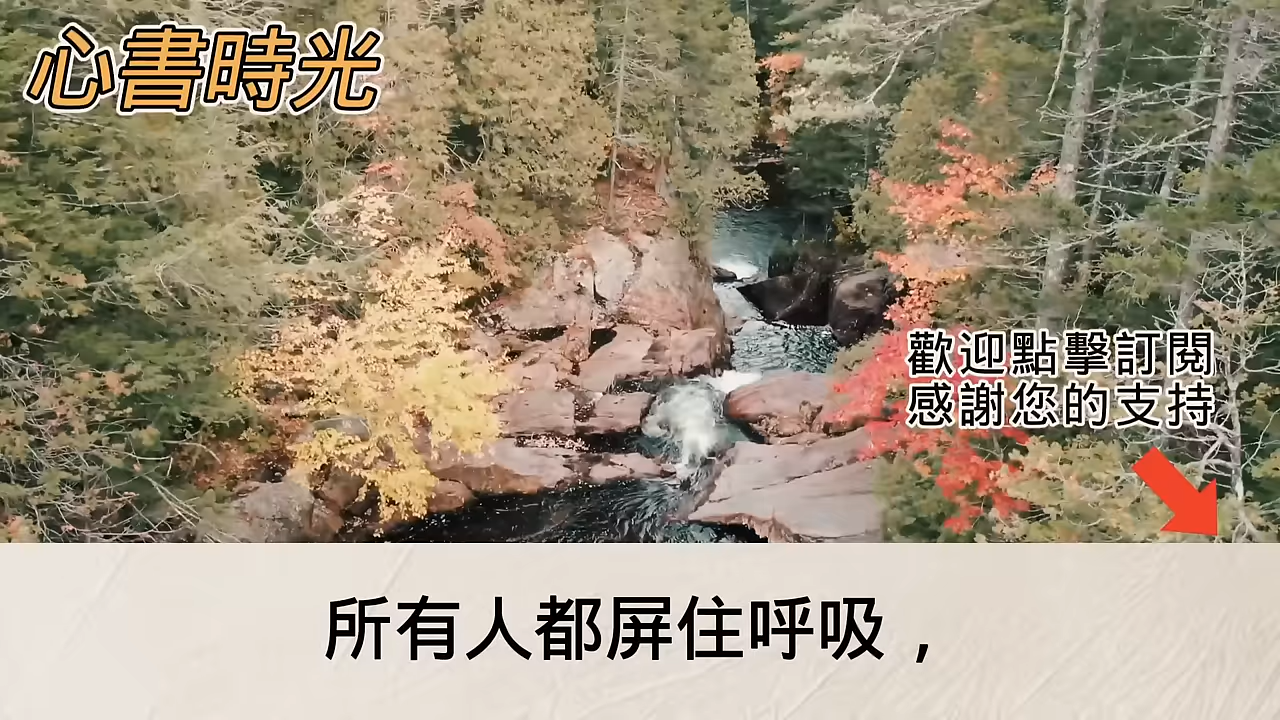 心書時光
歡迎點擊訂閱
感謝您的支持
所有人都屏住呼吸，